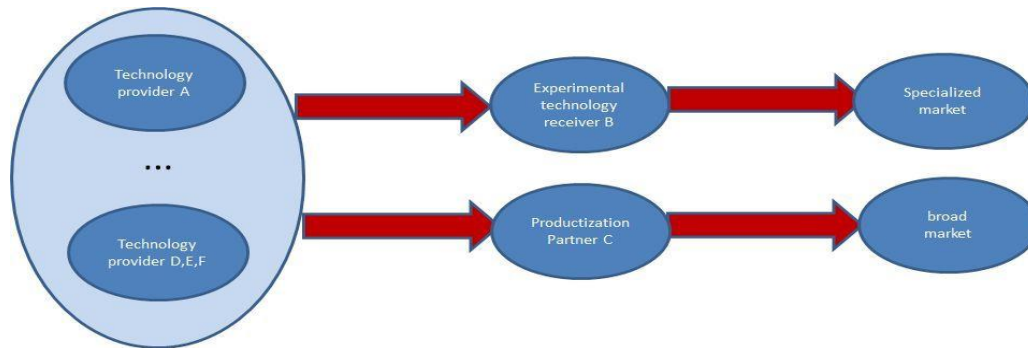 Technology
provider A
...
Technology
provider D,E,F
Experimental
technology
receiver B
Specialized
market
Productization
Partner C
broad
market